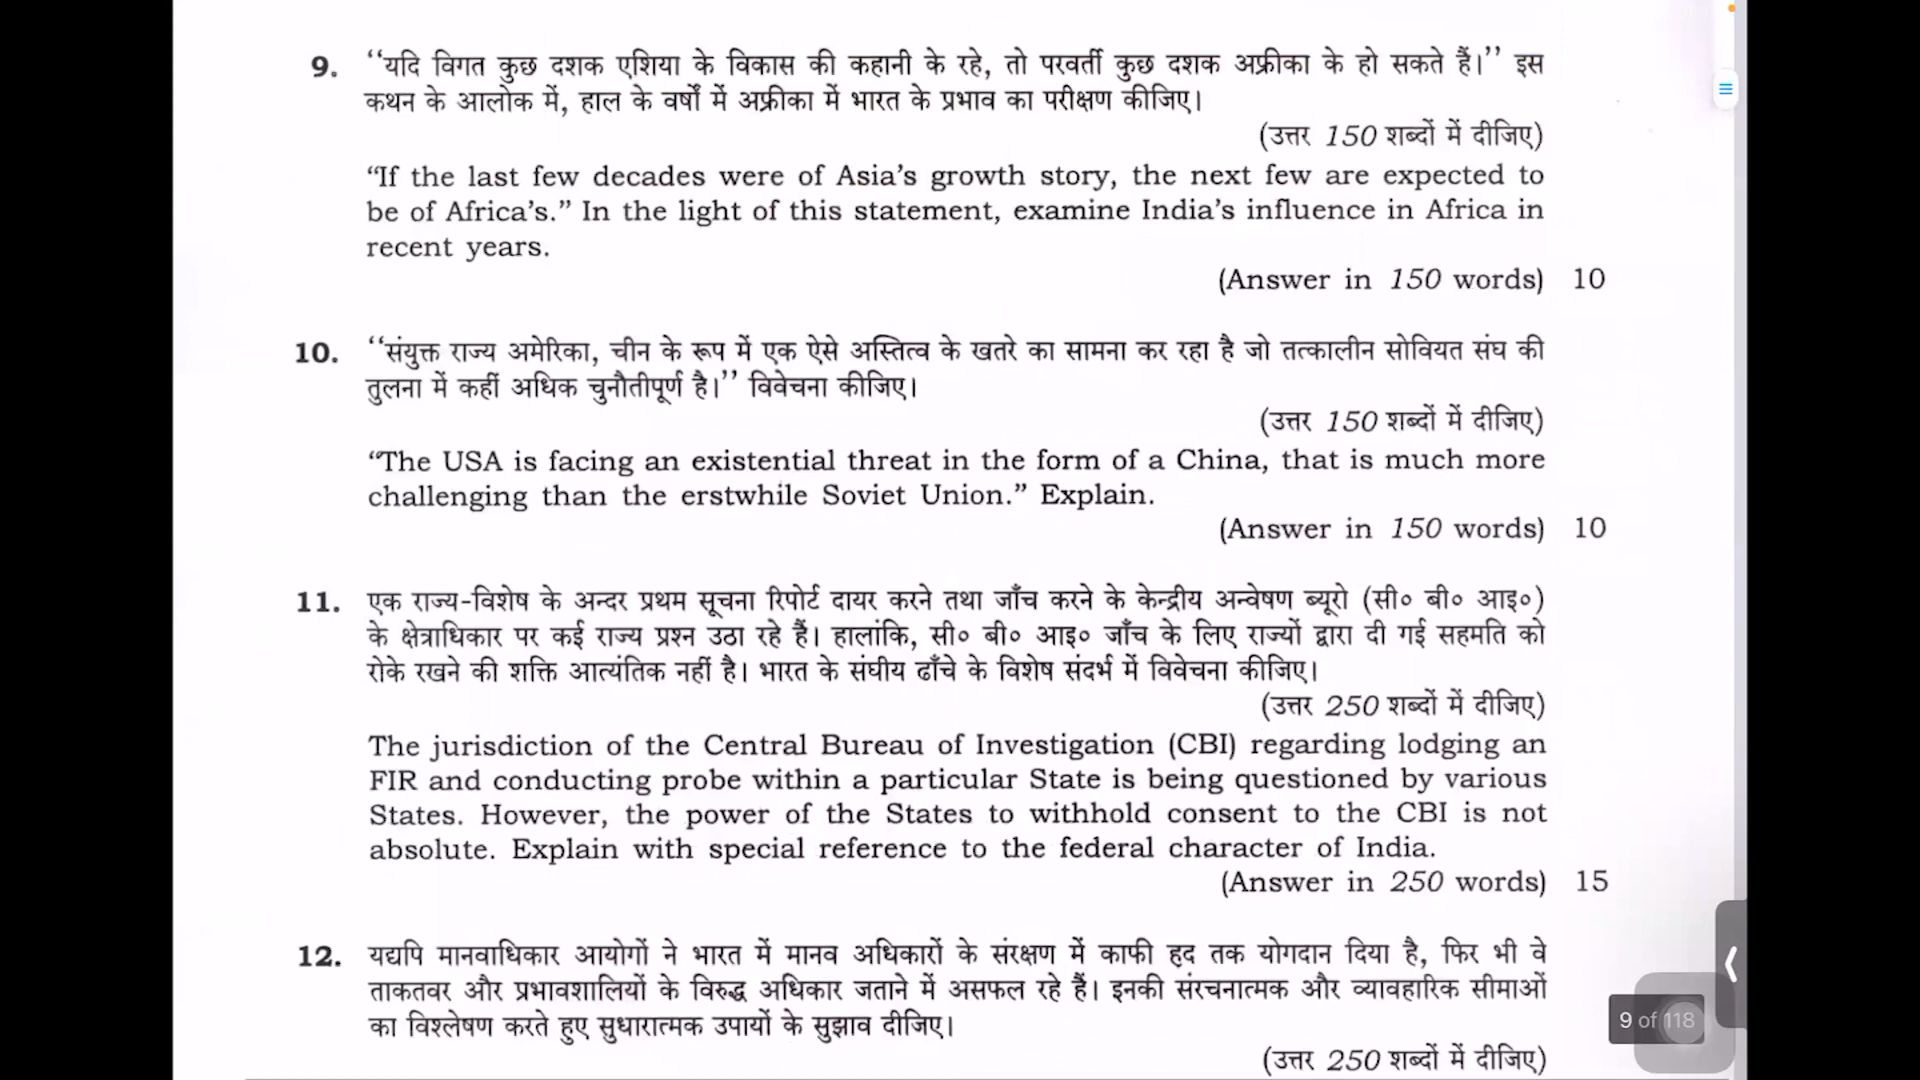 9. ‘‘यदि विगत कुछ दशक एशिया के विकास की कहानी के रहे, तो परवर्ती कुछ दशक अफ्रीका के हो सकते हैं।’’ इस
कथन के आलोक में, हाल के वर्षों में अफ्रीका में भारत के प्रभाव का परीक्षण कीजिए।
(उत्तर 150 शब्दों में दीजिए)
“If the last few decades were of Asia’s growth story, the next few are expected to
be of Africa’s.” In the light of this statement, examine India’s influence in Africa in
recent years.
(Answer in 150 words) 10
10. ‘‘संयुक्त राज्य अमेरिका, चीन के रूप में एक ऐसे अस्तित्व के खतरे का सामना कर रहा है जो तत्कालीन सोवियत संघ की
तुलना में कहीं अधिक चुनौतीपूर्ण है।’’ विवेचना कीजिए।
(उत्तर 150 शब्दों में दीजिए)
“The USA is facing an existential threat in the form of a China, that is much more
challenging than the erstwhile Soviet Union.” Explain.
(Answer in 150 words) 10
11. एक राज्य-विशेष के अन्दर प्रथम सूचना रिपोर्ट दायर करने तथा जाँच करने के केन्द्रीय अन्वेषण ब्यूरो (सी० बी० आइ०)
के क्षेत्राधिकार पर कई राज्य प्रश्न उठा रहे हैं। हालांकि, सी० बी० आइ० जाँच के लिए राज्यों द्वारा दी गई सहमति को
रोके रखने की शक्ति आत्यंतिक नहीं है। भारत के संघीय ढाँचे के विशेष संदर्भ में विवेचना कीजिए।
(उत्तर 250 शब्दों में दीजिए)
The jurisdiction of the Central Bureau of Investigation (CBI) regarding lodging an
FIR and conducting probe within a particular State is being questioned by various
States. However, the power of the States to withhold consent to the CBI is not
absolute. Explain with special reference to the federal character of India.
(Answer in 250 words) 15
12. यद्यपि मानवाधिकार आयोगों ने भारत में मानव अधिकारों के संरक्षण में काफी हद तक योगदान दिया है, फिर भी वे
ताकतवर और प्रभावशालियों के विरुद्ध अधिकार जताने में असफल रहे हैं। इनकी संरचनात्मक और व्यावहारिक सीमाओं
का विश्लेषण करते हुए सुधारात्मक उपायों के सुझाव दीजिए।
9 of 118
(उत्तर 250 शब्दों में दीजिए)